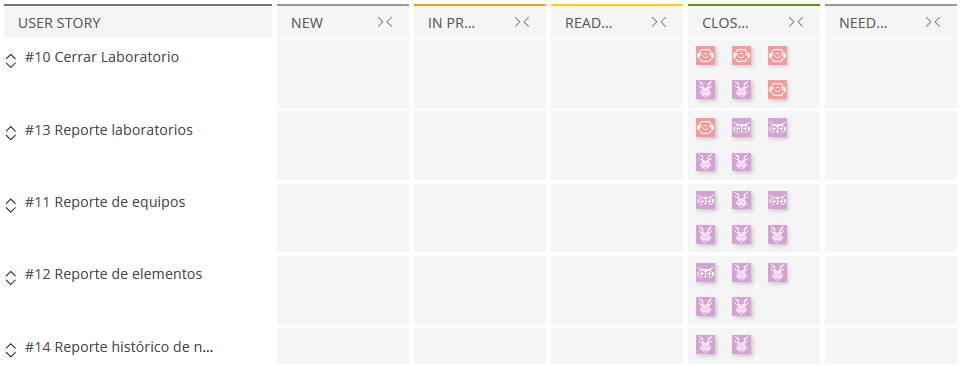 USER STORY NEW IN PR... READ... CLOS... NEED...
#10 Cerrar Laboratorio
#13 Reporte laboratorios
#11 Reporte de equipos
#12 Reporte de elementos
#14 Reporte histórico de n...